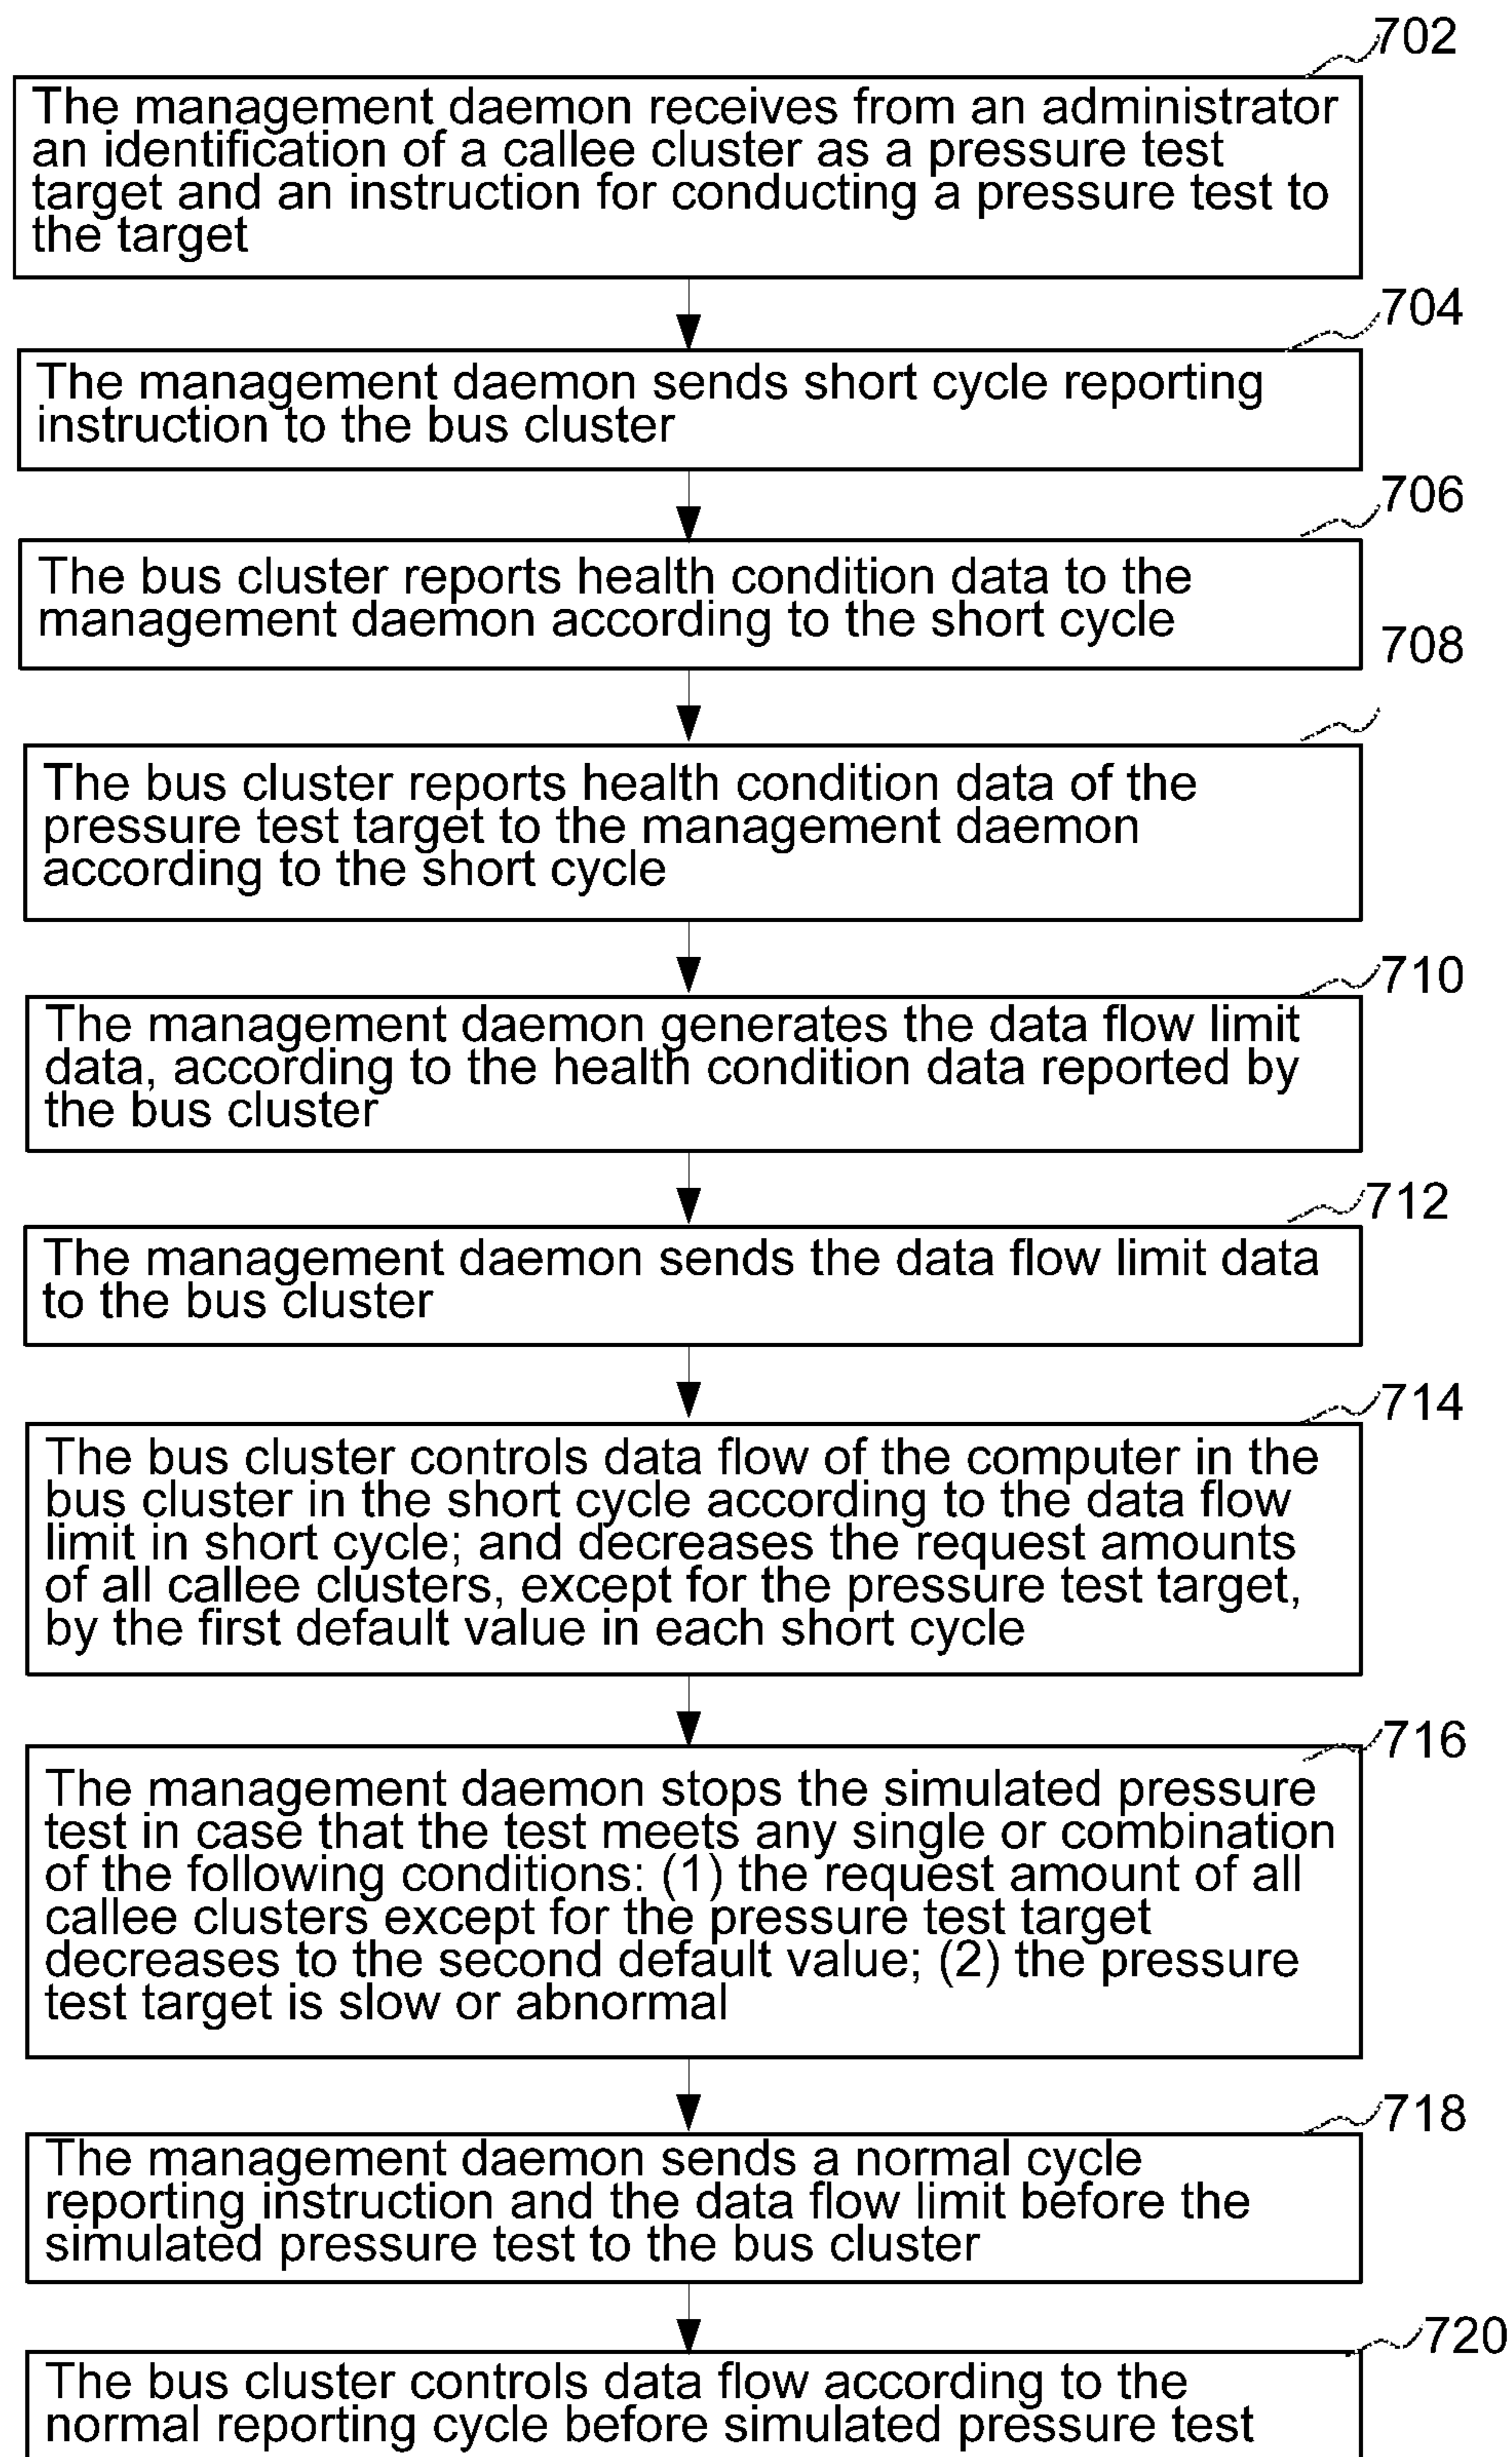 702
The management daemon receives from an administrator
an identification of a callee cluster as a pressure test
target and an instruction for conducting a pressure test to
the target
704
The management daemon sends short cycle reporting
instruction to the bus cluster
706
The bus cluster reports health condition data to the
management daemon according to the short cycle
708
The bus cluster reports health condition data of the
pressure test target to the management daemon
according to the short cycle
710
The management daemon generates the data flow limit
data, according to the health condition data reported by
the bus cluster
712
The management daemon sends the data flow limit data
to the bus cluster
714
The bus cluster controls data flow of the computer in the
bus cluster in the short cycle according to the data flow
limit in short cycle; and decreases the request amounts
of all callee clusters, except for the pressure test target,
by the first default value in each short cycle
716
The management daemon stops the simulated pressure
test in case that the test meets any single or combination
of the following conditions: (1) the request amount of all
callee clusters except for the pressure test target
decreases to the second default value; (2) the pressure
test target is slow or abnormal
718
The management daemon sends a normal cycle
reporting instruction and the data flow limit before the
simulated pressure test to the bus cluster
720
The bus cluster controls data flow according to the
normal reporting cycle before simulated pressure test